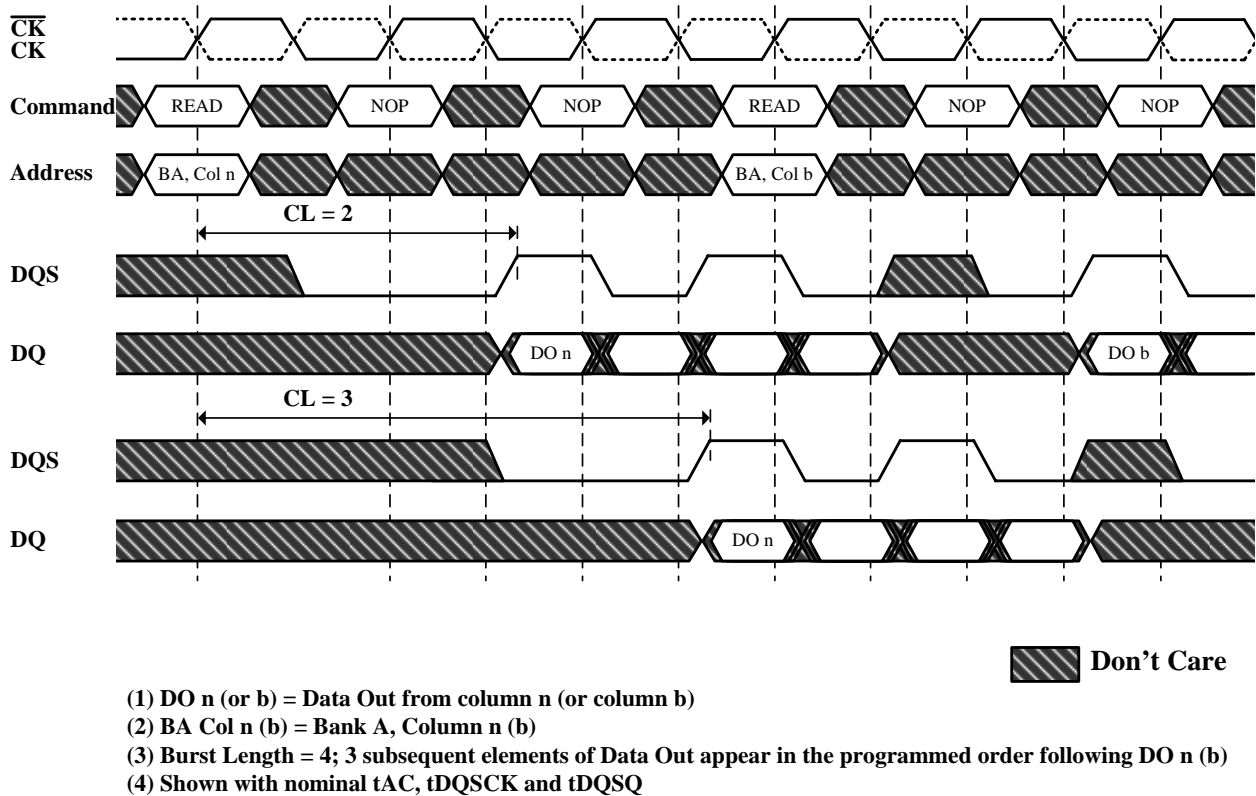 CK
CK
Command READ NOP NOP READ NOP NOP
Address BA, Col n BA, Col b
CL = 2
DQS
DQ DO n DO b
CL = 3
DQS
DQ DO n
Don't Care
(1) DO n (or b) = Data Out from column n (or column b)
(2) BA Col n (b) = Bank A, Column n (b)
(3) Burst Length = 4; 3 subsequent elements of Data Out appear in the programmed order following DO n (b)
(4) Shown with nominal tAC, tDQSCK and tDQSQ